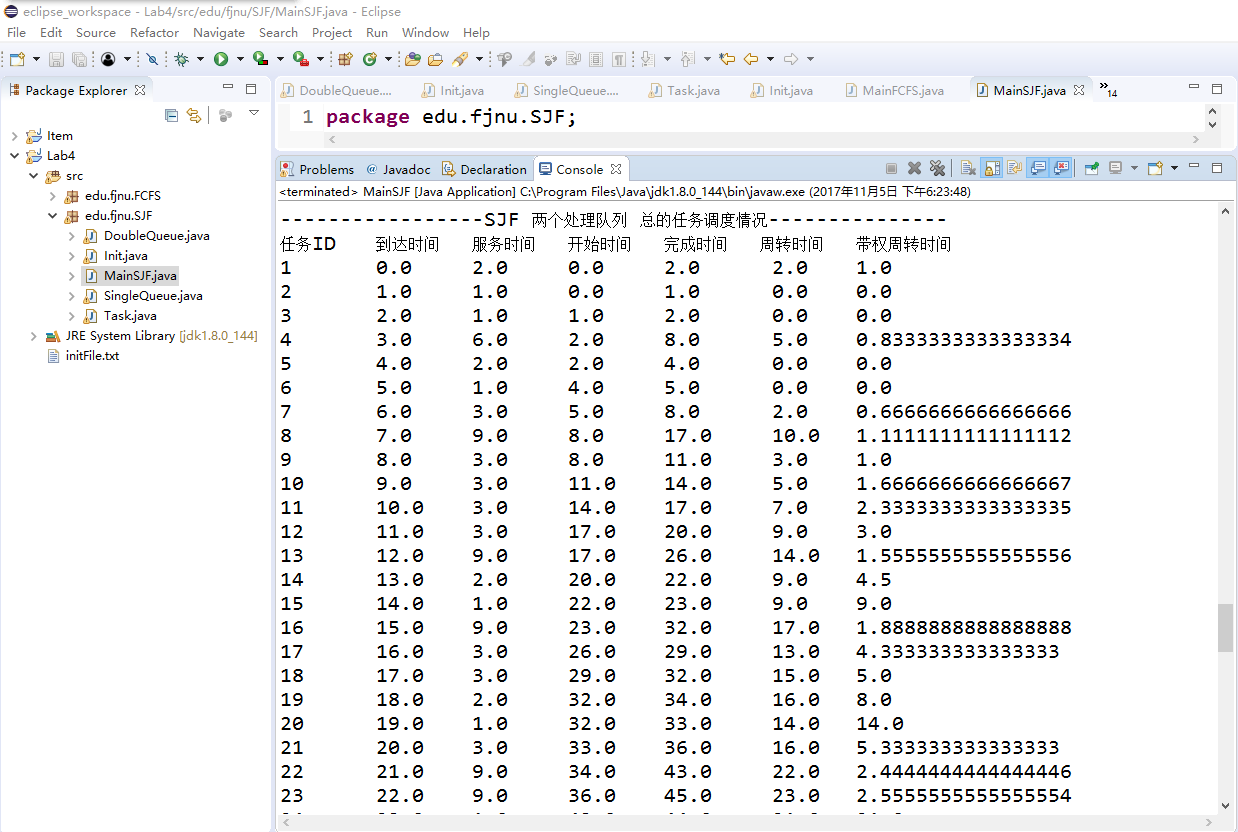 eclipse_workspace - Lab4/src/edu/fjnu/SJF/MainSJF.java - Eclipse
File Edit Source Refactor Navigate Search Project Run Window Help
Package Explorer
Item
Lab4
src
edu.fjnu.FCFS
edu.fjnu.SJF
DoubleQueue.java
Init.java
MainSJF.java
SingleQueue.java
Task.java
JRE System Library [jdk1.8.0_144]
initFile.txt
DoubleQueue.... Init.java SingleQueue.... Task.java Init.java MainFCFS.java MainSJF.java »14
1 package edu.fjnu.SJF;
Problems @ Javadoc Declaration Console
<terminated> MainSJF [Java Application] C:\Program Files\Java\jdk1.8.0_144\bin\javaw.exe (2017年11月5日 下午6:23:48)
-----------------SJF 两个处理队列 总的任务调度情况---------------
任务ID 到达时间 服务时间 开始时间 完成时间 周转时间 带权周转时间
1 0.0 2.0 0.0 2.0 2.0 1.0
2 1.0 1.0 0.0 1.0 0.0 0.0
3 2.0 1.0 1.0 2.0 0.0 0.0
4 3.0 6.0 2.0 8.0 5.0 0.8333333333333334
5 4.0 2.0 2.0 4.0 0.0 0.0
6 5.0 1.0 4.0 5.0 0.0 0.0
7 6.0 3.0 5.0 8.0 2.0 0.6666666666666666
8 7.0 9.0 8.0 17.0 10.0 1.1111111111111112
9 8.0 3.0 8.0 11.0 3.0 1.0
10 9.0 3.0 11.0 14.0 5.0 1.6666666666666667
11 10.0 3.0 14.0 17.0 7.0 2.3333333333333335
12 11.0 3.0 17.0 20.0 9.0 3.0
13 12.0 9.0 17.0 26.0 14.0 1.5555555555555556
14 13.0 2.0 20.0 22.0 9.0 4.5
15 14.0 1.0 22.0 23.0 9.0 9.0
16 15.0 9.0 23.0 32.0 17.0 1.8888888888888888
17 16.0 3.0 26.0 29.0 13.0 4.333333333333333
18 17.0 3.0 29.0 32.0 15.0 5.0
19 18.0 2.0 32.0 34.0 16.0 8.0
20 19.0 1.0 32.0 33.0 14.0 14.0
21 20.0 3.0 33.0 36.0 16.0 5.333333333333333
22 21.0 9.0 34.0 43.0 22.0 2.4444444444444446
23 22.0 9.0 36.0 45.0 23.0 2.5555555555555554